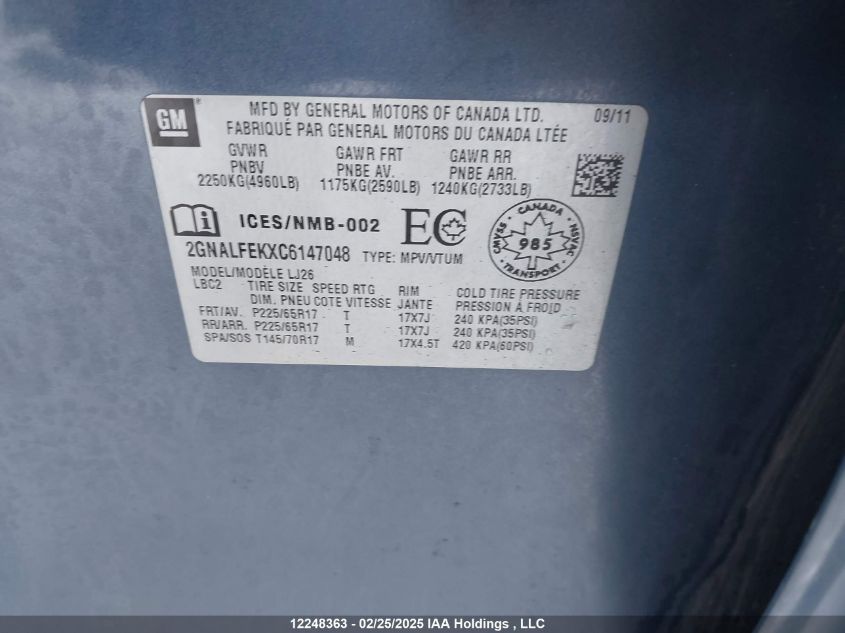 GM
MFD BY GENERAL MOTORS OF CANADA LTD. 09/11
FABRIQUÉ PAR GENERAL MOTORS DU CANADA LTÉE
GVWR GAWR FRT GAWR RR
PNBV PNBE AV. PNBE ARR.
2250KG(4960LB) 1175KG(2590LB) 1240KG(2733LB)
ICES/NMB-002 EC
CANADA
CMVSS 985 NSVAC
TRANSPORT
2GNALFEKXC6147048 TYPE: MPV/VTUM
MODEL/MODÈLE LJ26
LBC2 TIRE SIZE SPEED RTG RIM COLD TIRE PRESSURE
DIM. PNEU COTE VITESSE JANTE PRESSION À FROID
FRT/AV. P225/65R17 T 17X7J 240 KPA(35PSI)
RR/ARR. P225/65R17 T 17X7J 240 KPA(35PSI)
SPA/SOS T145/70R17 M 17X4.5T 420 KPA(60PSI)
12248363 - 02/25/2025 IAA Holdings , LLC